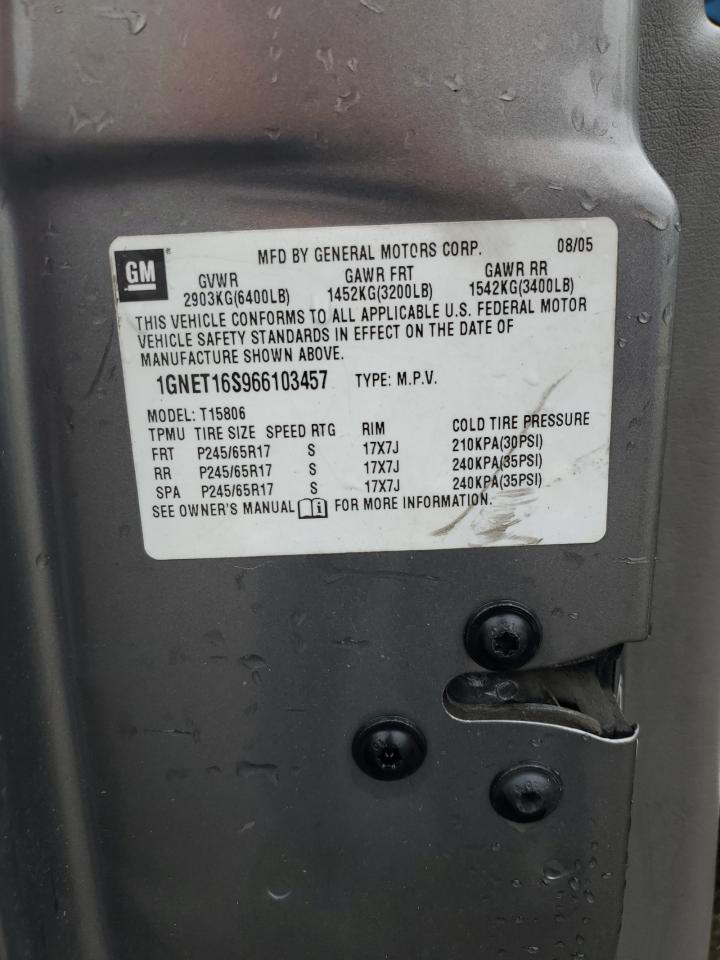 GM
MFD BY GENERAL MOTORS CORP. 08/05
GVWR GAWR FRT GAWR RR
2903KG(6400LB) 1452KG(3200LB) 1542KG(3400LB)
THIS VEHICLE CONFORMS TO ALL APPLICABLE U.S. FEDERAL MOTOR
VEHICLE SAFETY STANDARDS IN EFFECT ON THE DATE OF
MANUFACTURE SHOWN ABOVE.
1GNET16S966103457 TYPE: M.P.V.
MODEL: T15806
TPMU TIRE SIZE SPEED RTG RIM COLD TIRE PRESSURE
FRT P245/65R17 S 17X7J 210KPA(30PSI)
RR P245/65R17 S 17X7J 240KPA(35PSI)
SPA P245/65R17 S 17X7J 240KPA(35PSI)
SEE OWNER'S MANUAL i FOR MORE INFORMATION.